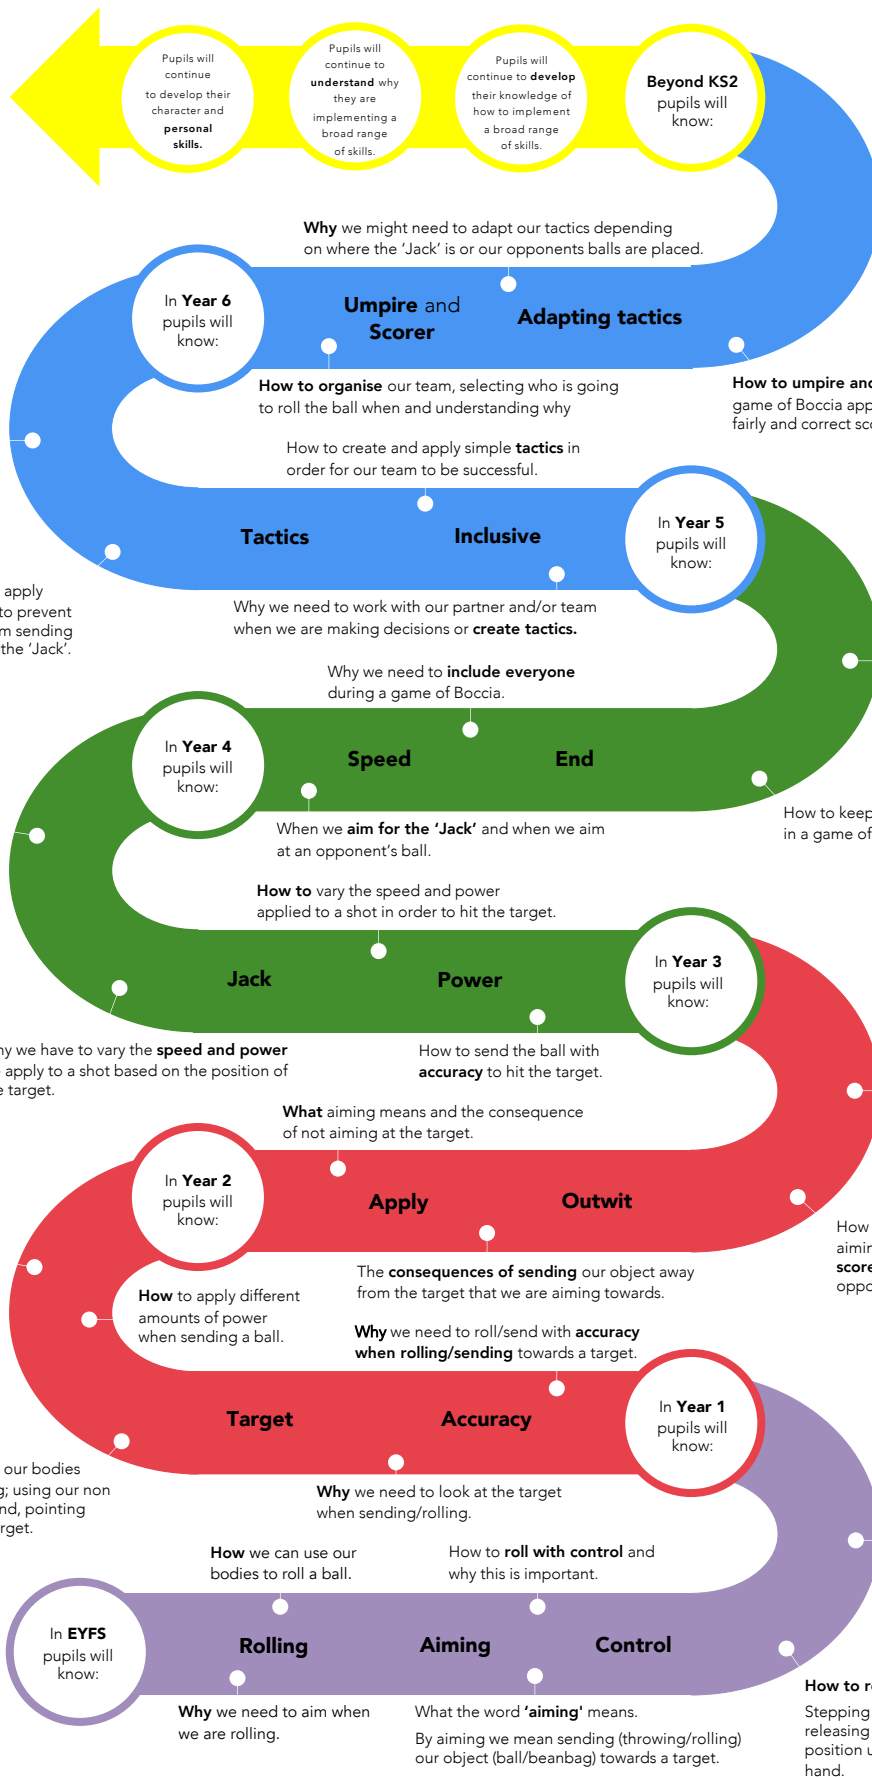 Pupils will
continue
to develop their
character and
personal
skills.
Pupils will
continue to
understand why
they are
implementing a
broad range
of skills.
Pupils will
continue to develop
their knowledge of
how to implement
a broad range
of skills.
Beyond KS2
pupils will
know:
Why we might need to adapt our tactics depending
on where the ‘Jack’ is or our opponents balls are placed.
In Year 6
pupils will
know:
Umpire and
Scorer
Adapting tactics
How to organise our team, selecting who is going
to roll the ball when and understanding why
How to umpire and
game of Boccia app
fairly and correct sco
How to create and apply simple tactics in
order for our team to be successful.
Tactics
Inclusive
In Year 5
pupils will
know:
apply
to prevent
m sending
the ‘Jack’.
Why we need to work with our partner and/or team
when we are making decisions or create tactics.
Why we need to include everyone
during a game of Boccia.
In Year 4
pupils will
know:
Speed
End
When we aim for the ‘Jack’ and when we aim
at an opponent’s ball.
How to keep
in a game of
How to vary the speed and power
applied to a shot in order to hit the target.
Jack
Power
In Year 3
pupils will
know:
hy we have to vary the speed and power
apply to a shot based on the position of
e target.
How to send the ball with
accuracy to hit the target.
What aiming means and the consequence
of not aiming at the target.
In Year 2
pupils will
know:
Apply
Outwit
How
aimin
score
oppo
The consequences of sending our object away
from the target that we are aiming towards.
How to apply different
amounts of power
when sending a ball.
Why we need to roll/send with accuracy
when rolling/sending towards a target.
Target
Accuracy
In Year 1
pupils will
know:
our bodies
g; using our non
nd, pointing
rget.
Why we need to look at the target
when sending/rolling.
How we can use our
bodies to roll a ball.
How to roll with control and
why this is important.
In EYFS
pupils will
know:
Rolling
Aiming
Control
Why we need to aim when
we are rolling.
What the word ‘aiming' means.
By aiming we mean sending (throwing/rolling)
our object (ball/beanbag) towards a target.
How to r
Stepping
releasing
position u
hand.